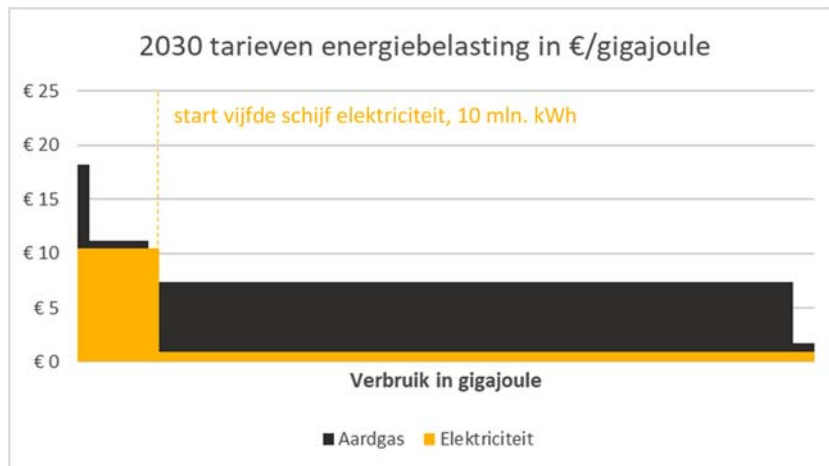 2030 tarieven energiebelasting in €/gigajoule
€ 25
start vijfde schijf elektriciteit, 10 mln. kWh
€ 20
€ 15
€ 10
€ 5
€ 0
Verbruik in gigajoule
Aardgas Elektriciteit